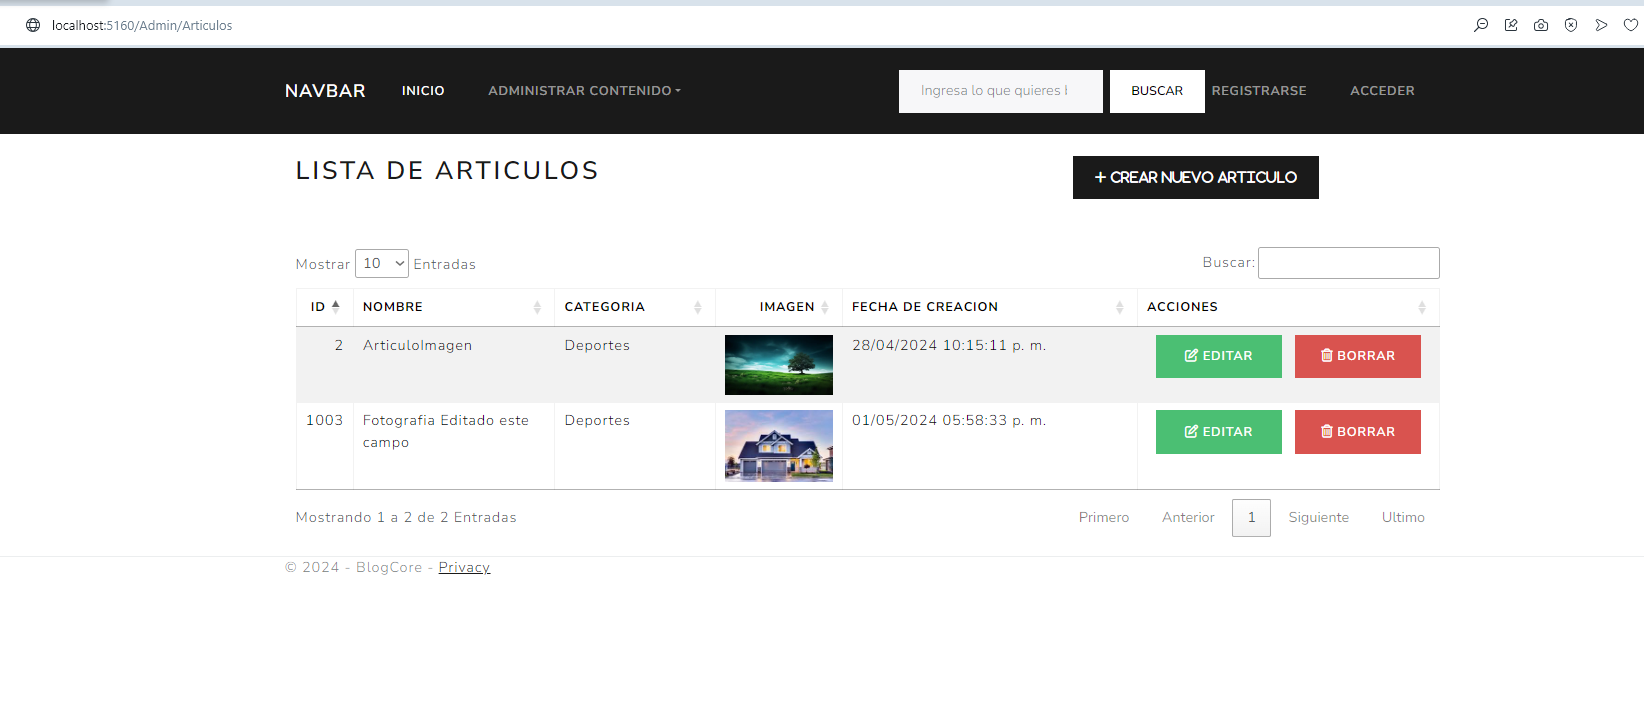 localhost:5160/Admin/Articulos
NAVBAR INICIO ADMINISTRAR CONTENIDO Ingresa lo que quieres b BUSCAR REGISTRARSE ACCEDER
LISTA DE ARTICULOS
+ CREAR NUEVO ARTICULO
Mostrar 10 Entradas Buscar:
ID NOMBRE CATEGORIA IMAGEN FECHA DE CREACION ACCIONES
2 ArticuloImagen Deportes 28/04/2024 10:15:11 p. m. EDITAR BORRAR
1003 Fotografia Editado este Deportes 01/05/2024 05:58:33 p. m. EDITAR BORRAR
campo
Mostrando 1 a 2 de 2 Entradas Primero Anterior 1 Siguiente Ultimo
© 2024 - BlogCore - Privacy